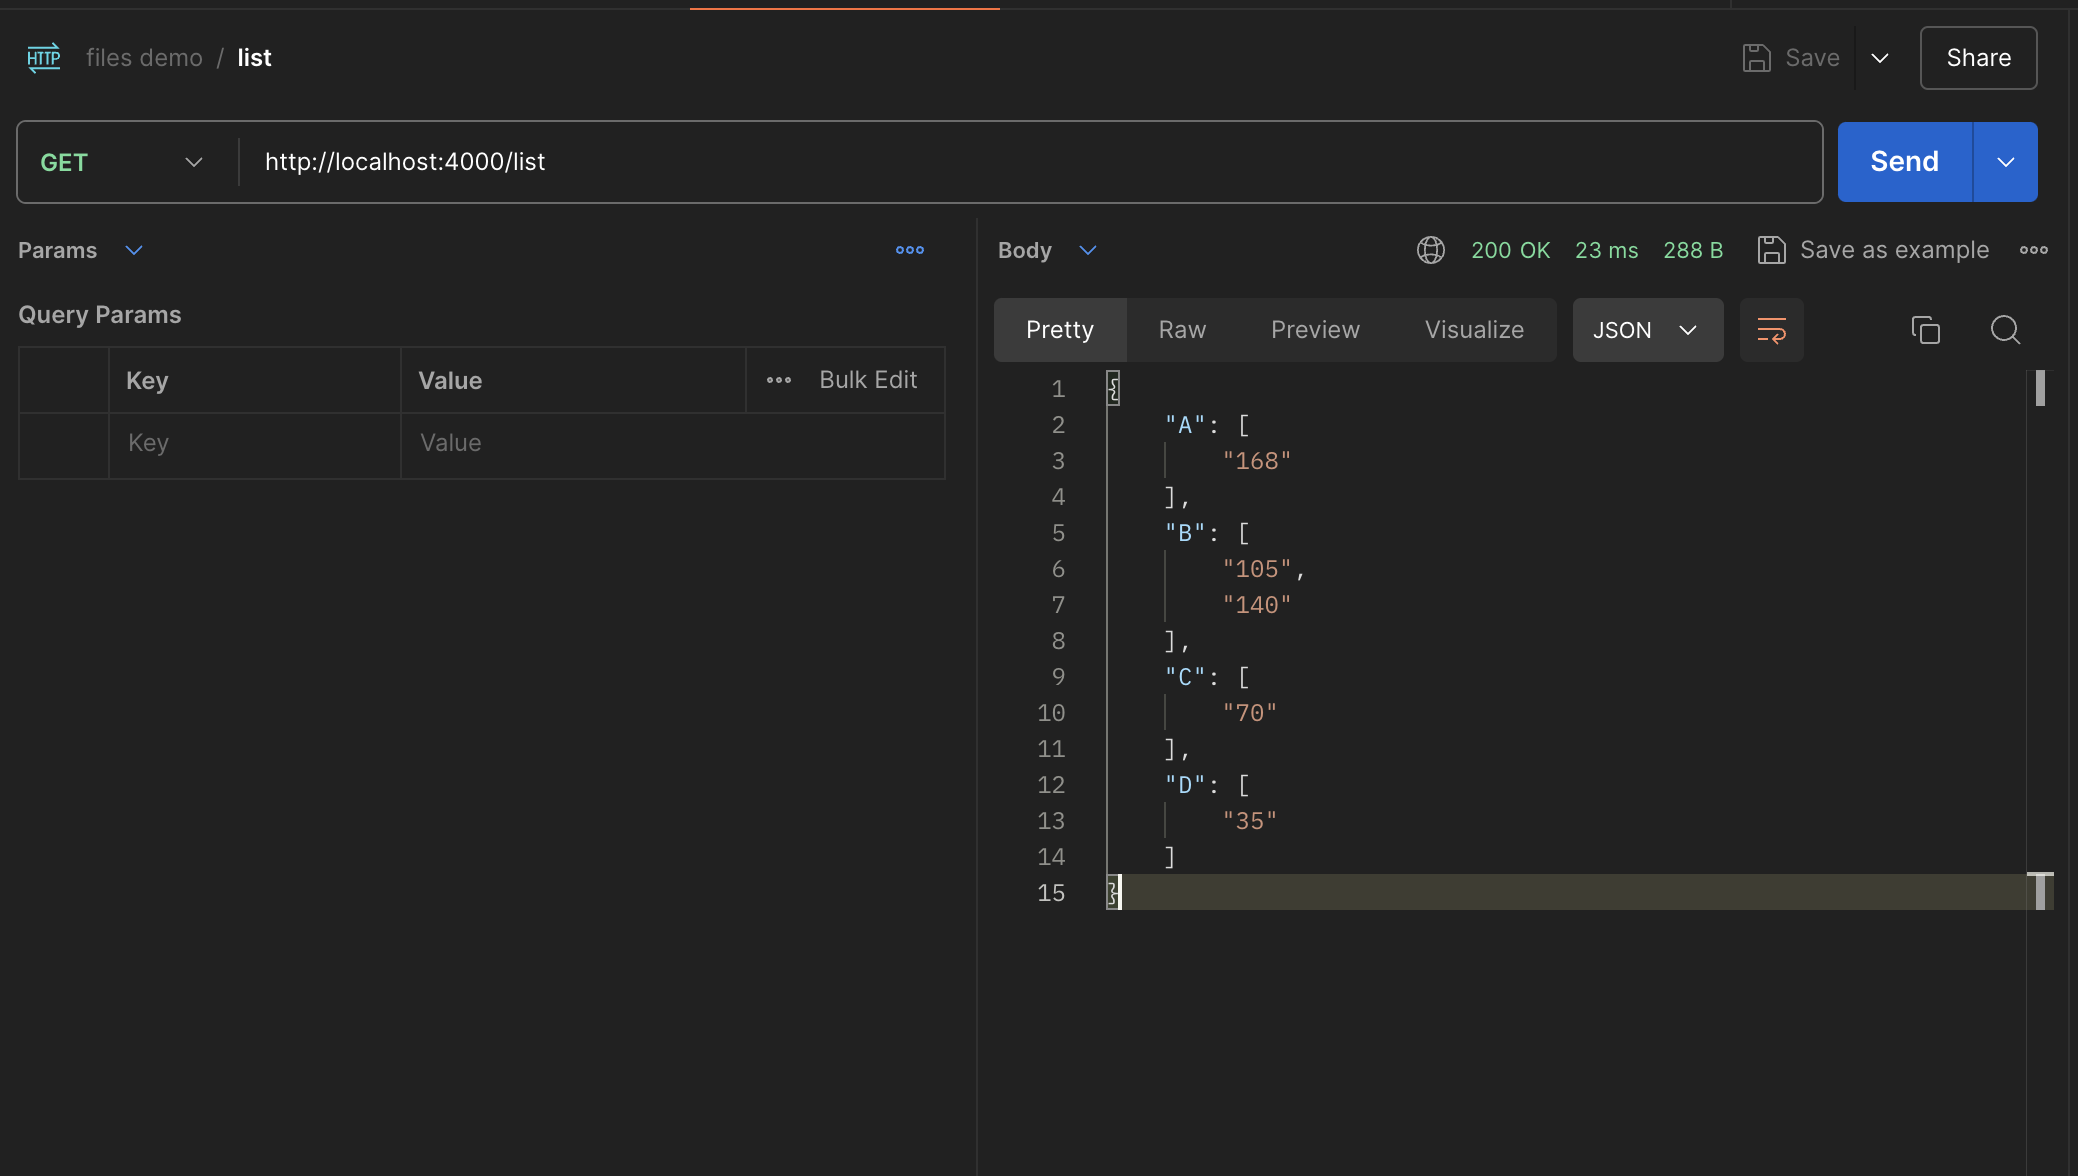 HTTP files demo / list Save Share
GET http://localhost:4000/list Send
Params
Query Params
Key Value Bulk Edit
Key Value
Body 200 OK 23 ms 288 B Save as example
Pretty Raw Preview Visualize JSON
1 {
2 "A": [
3 "168"
4 ],
5 "B": [
6 "105",
7 "140"
8 ],
9 "C": [
10 "70"
11 ],
12 "D": [
13 "35"
14 ]
15 }